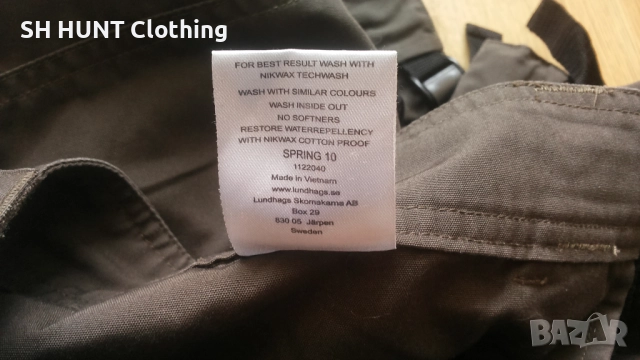 SH HUNT Clothing
FOR BEST RESULT WASH WITH
NIKWAX TECHWASH
WASH WITH SIMILAR COLOURS
WASH INSIDE OUT
NO SOFTNERS
RESTORE WATERREPELLENCY
WITH NIKWAX COTTON PROOF
SPRING 10
1122040
Made in Vietnam
www.lundhags.se
Lundhags Skomakarna AB
Box 29
830 05 Järpen
Sweden
BAZAR